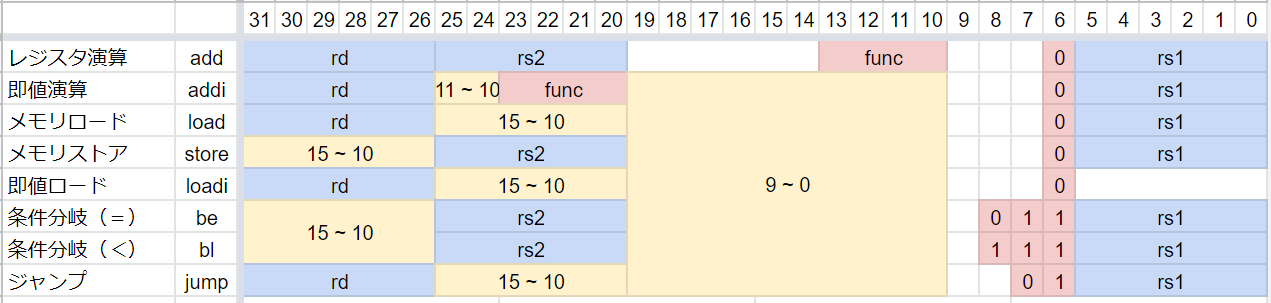 31 30 29 28 27 26 25 24 23 22 21 20 19 18 17 16 15 14 13 12 11 10 9 8 7 6 5 4 3 2 1 0
レジスタ演算 add rd rs2 func 0 rs1
即値演算 addi rd 11 ~ 10 func 0 rs1
メモリロード load rd 15 ~ 10 0 rs1
メモリストア store 15 ~ 10 rs2 0 rs1
即値ロード loadi rd 15 ~ 10 9 ~ 0 0
条件分岐（=） be 15 ~ 10 rs2 0 1 1 rs1
条件分岐（<） bl rs2 1 1 1 rs1
ジャンプ jump rd 15 ~ 10 0 1 rs1